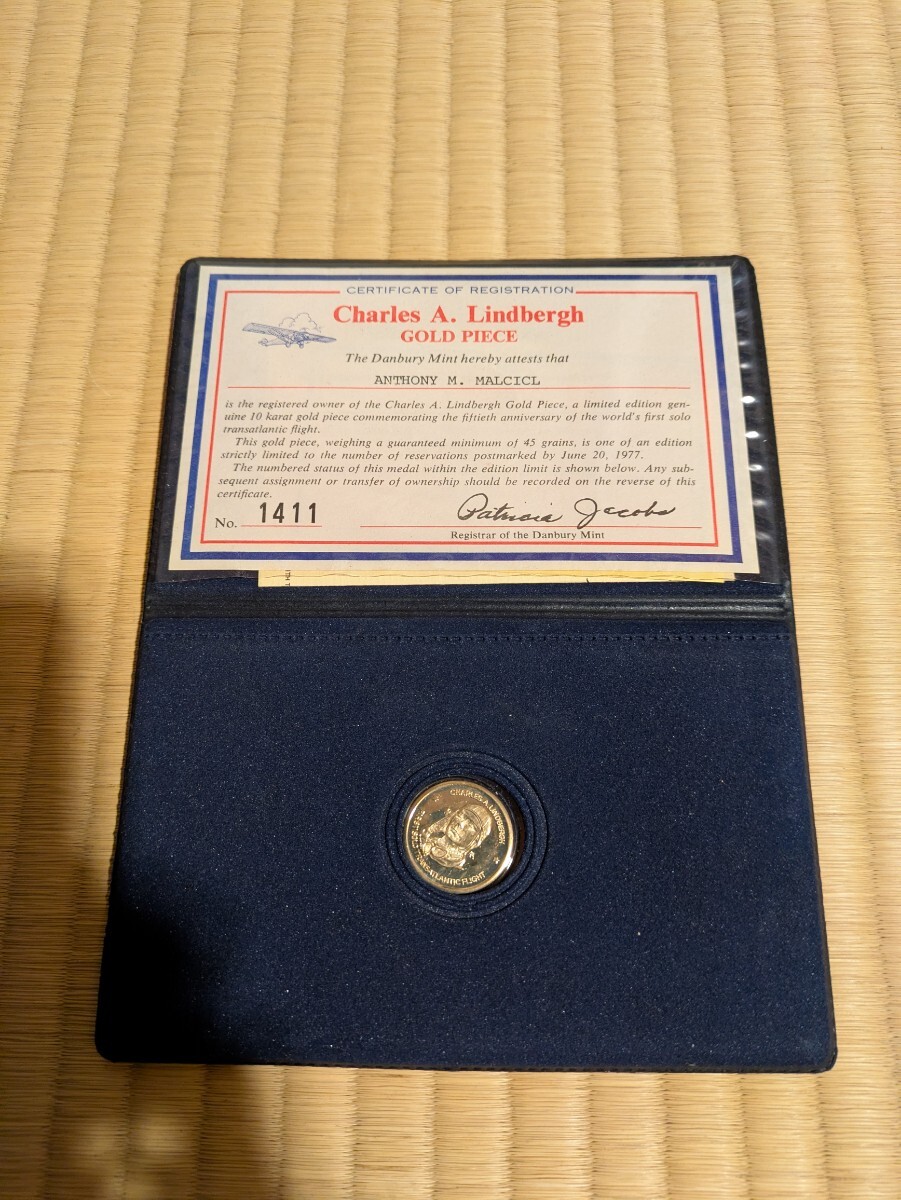 CERTIFICATE OF REGISTRATION
Charles A. Lindbergh
GOLD PIECE
The Danbury Mint hereby attests that
ANTHONY M. MALCICL
is the registered owner of the Charles A. Lindbergh Gold Piece, a limited edition gen-
uine 10 karat gold piece commemorating the fiftieth anniversary of the world's first solo
transatlantic flight.
This gold piece, weighing a guaranteed minimum of 45 grains, is one of an edition
strictly limited to the number of reservations postmarked by June 20, 1977.
The numbered status of this medal within the edition limit is shown below. Any sub-
sequent assignment or transfer of ownership should be recorded on the reverse of this
certificate.
No. 1411
Patricia Jacobs
Registrar of the Danbury Mint
CHARLES A. LINDBERGH
FLIGHT